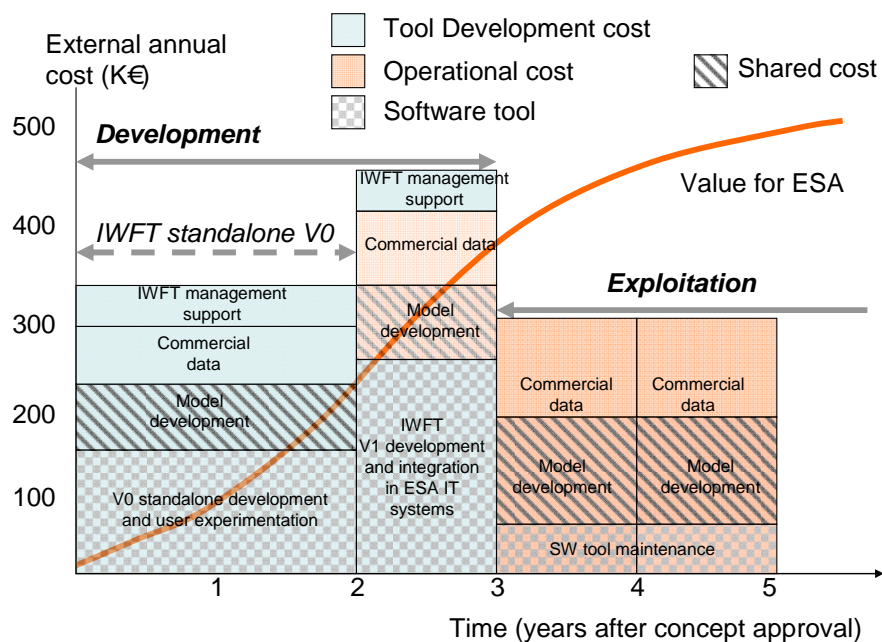 External annual
cost (K€)
Tool Development cost
Operational cost
Shared cost
Software tool
500
400
300
200
100
Development
IWFT standalone V0
IWFT management
support
Commercial data
Value for ESA
Exploitation
IWFT management
support
Commercial
data
Model
development
Model
development
Commercial
data
Commercial
data
V0 standalone development
and user experimentation
IWFT
V1 development
and integration
in ESA IT
systems
Model
development
Model
development
SW tool maintenance
1
2
3
4
5
Time (years after concept approval)